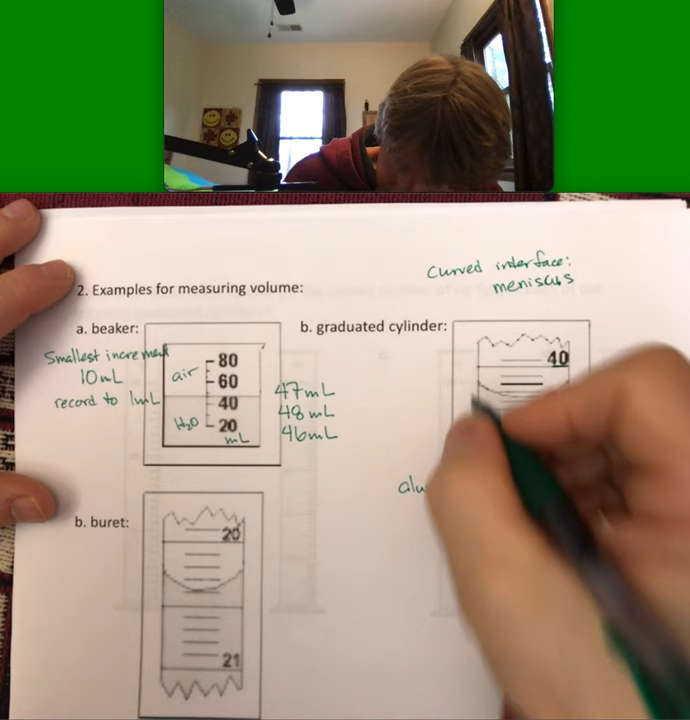 Curved interface:
meniscus
2. Examples for measuring volume:
a. beaker:
b. graduated cylinder:
Smallest increment
10mL
record to 1mL
air
H₂O
80
60
40
20
mL
47mL
48mL
46mL
40
b. buret:
20
21